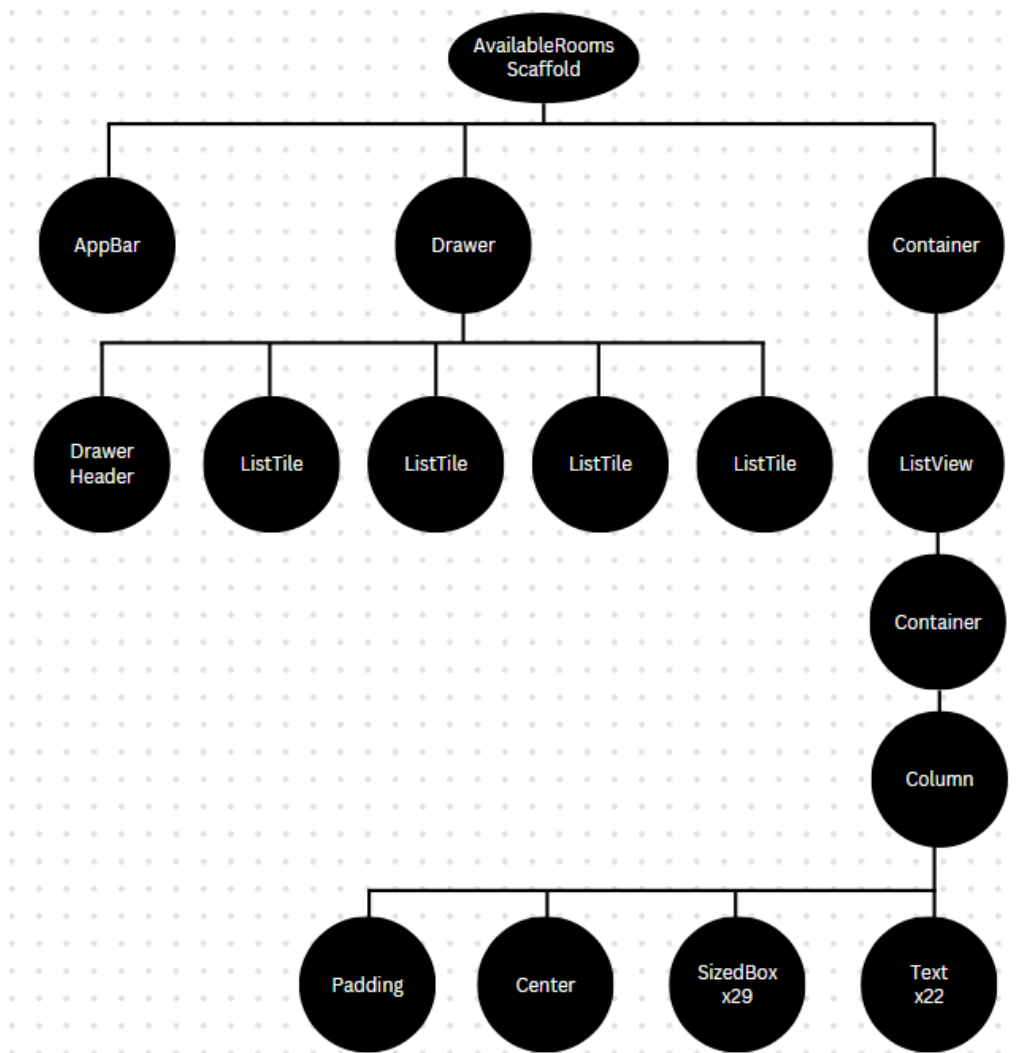 AvailableRooms
Scaffold
AppBar
Drawer
Container
Drawer
Header
ListTile
ListTile
ListTile
ListTile
ListView
Container
Column
Padding
Center
SizedBox
x29
Text
x22